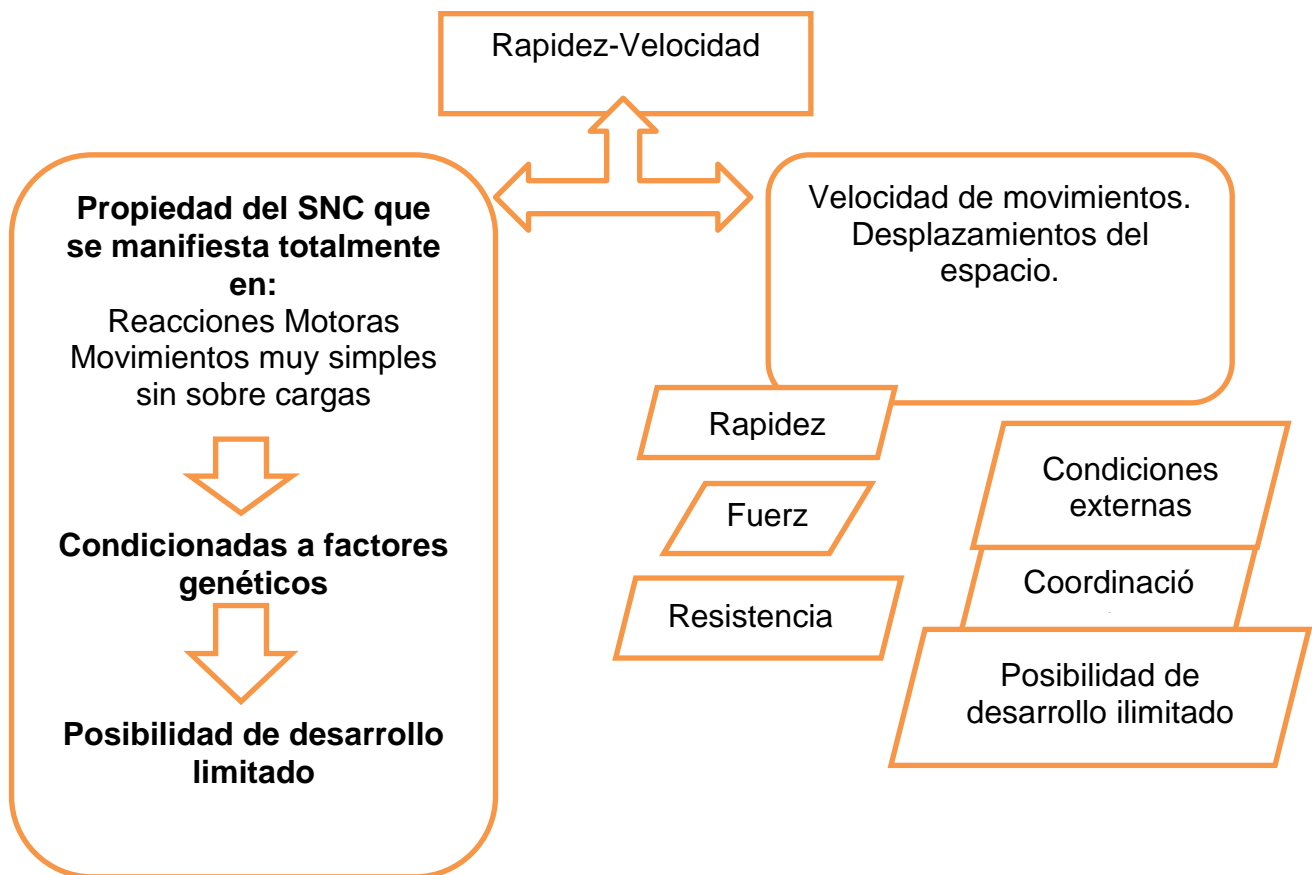 Rapidez-Velocidad
Propiedad del SNC que
se manifiesta totalmente
en:
Reacciones Motoras
Movimientos muy simples
sin sobre cargas
Condicionadas a factores
genéticos
Posibilidad de desarrollo
limitado
Velocidad de movimientos.
Desplazamientos del
espacio.
Rapidez
Fuerz
Resistencia
Condiciones
externas
Coordinació
Posibilidad de
desarrollo ilimitado